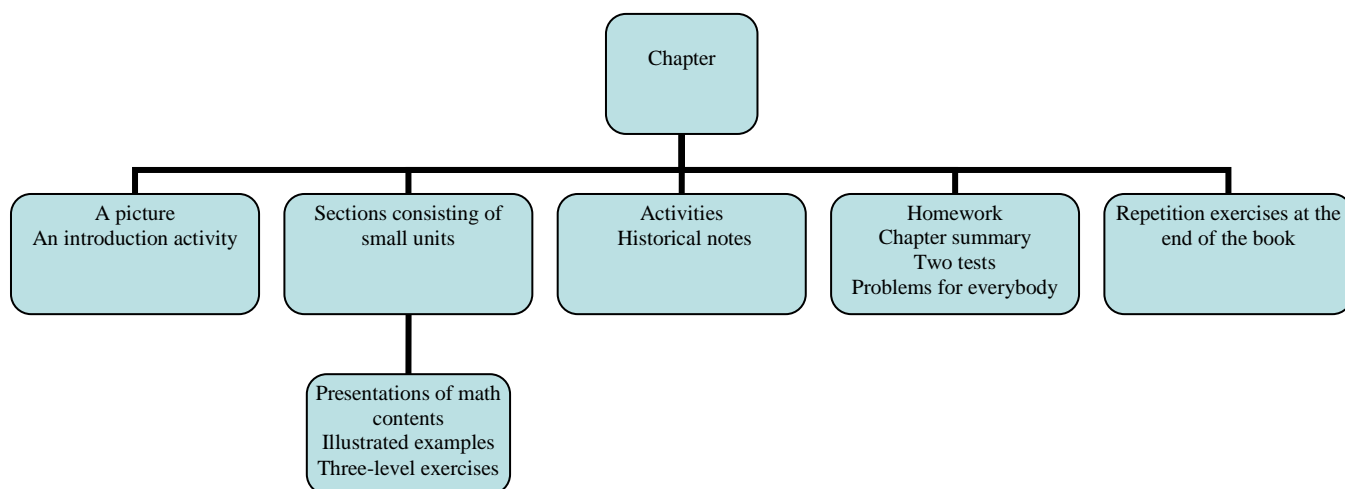 Chapter
A picture
An introduction activity
Sections consisting of
small units
Activities
Historical notes
Homework
Chapter summary
Two tests
Problems for everybody
Repetition exercises at the
end of the book
Presentations of math
contents
Illustrated examples
Three-level exercises